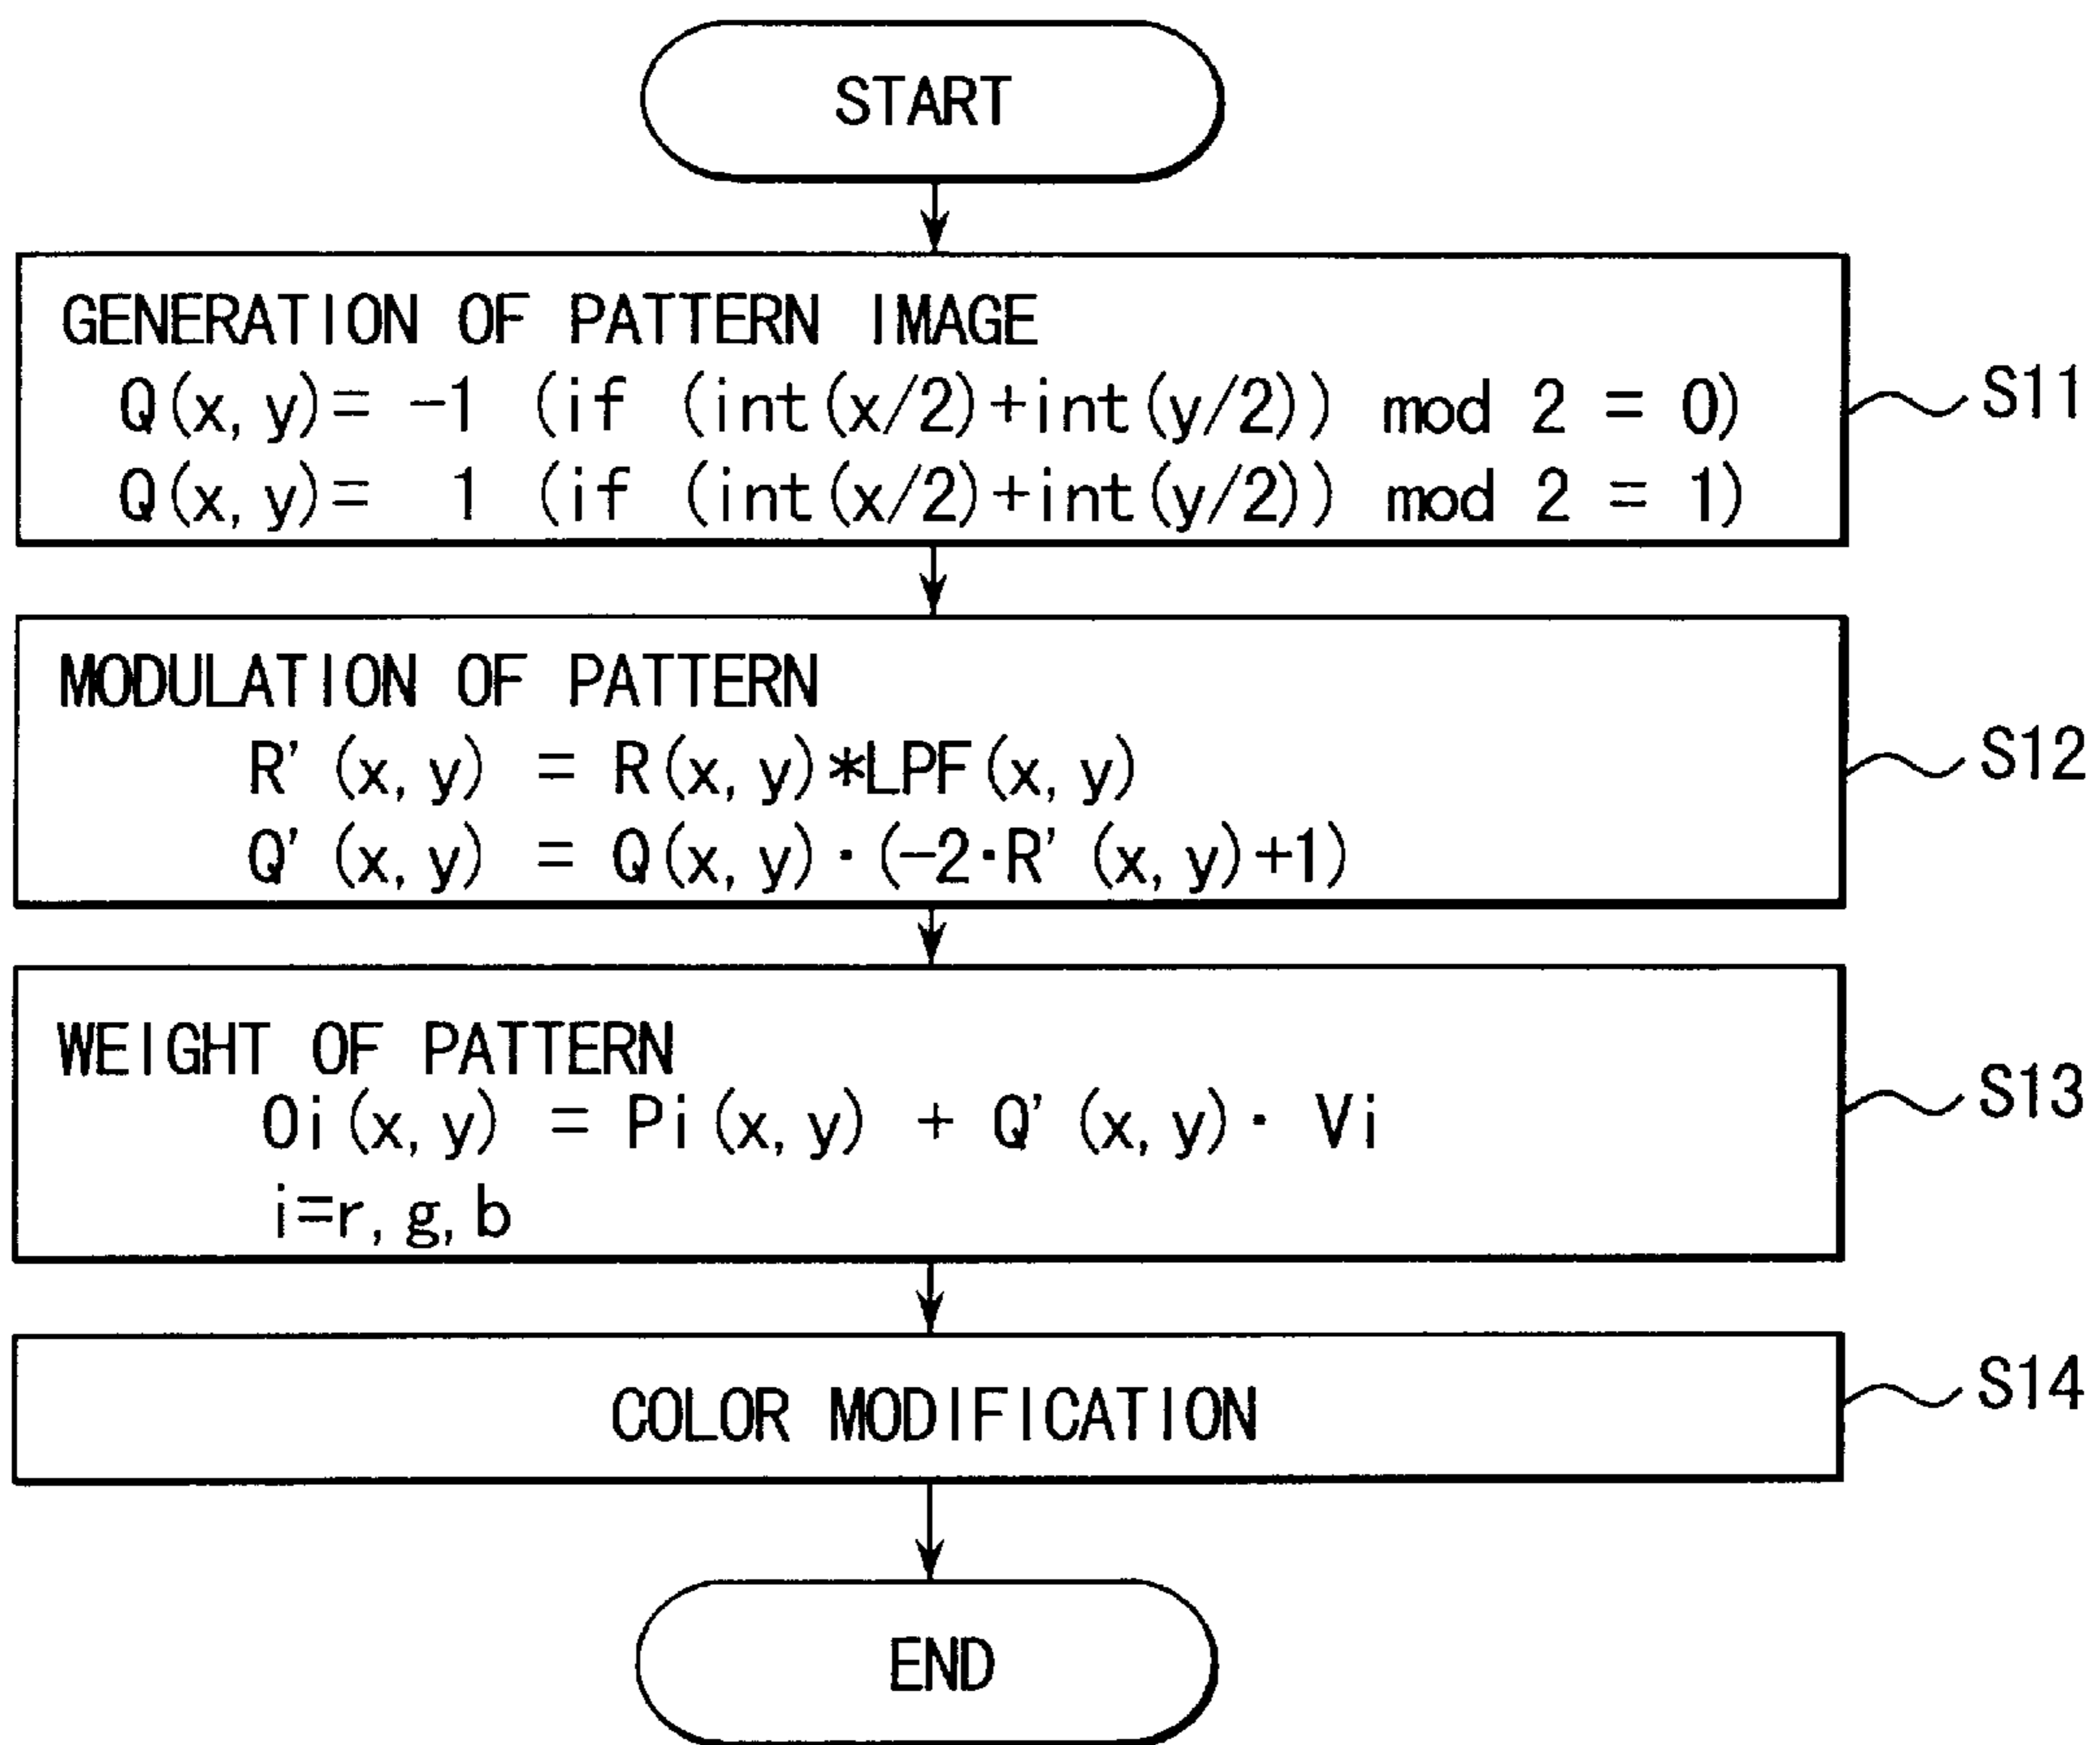 START
GENERATION OF PATTERN IMAGE
Q(x, y)= -1 (if (int(x/2)+int(y/2)) mod 2 = 0)
S11
Q(x, y)= 1 (if (int(x/2)+int(y/2)) mod 2 = 1)
MODULATION OF PATTERN
R' (x, y) = R(x, y)*LPF(x, y)
S12
Q' (x, y) = Q(x, y)・(-2・R' (x, y)+1)
WEIGHT OF PATTERN
Oi(x, y) = Pi(x, y) + Q' (x, y)・ Vi
S13
i=r, g, b
COLOR MODIFICATION
S14
END